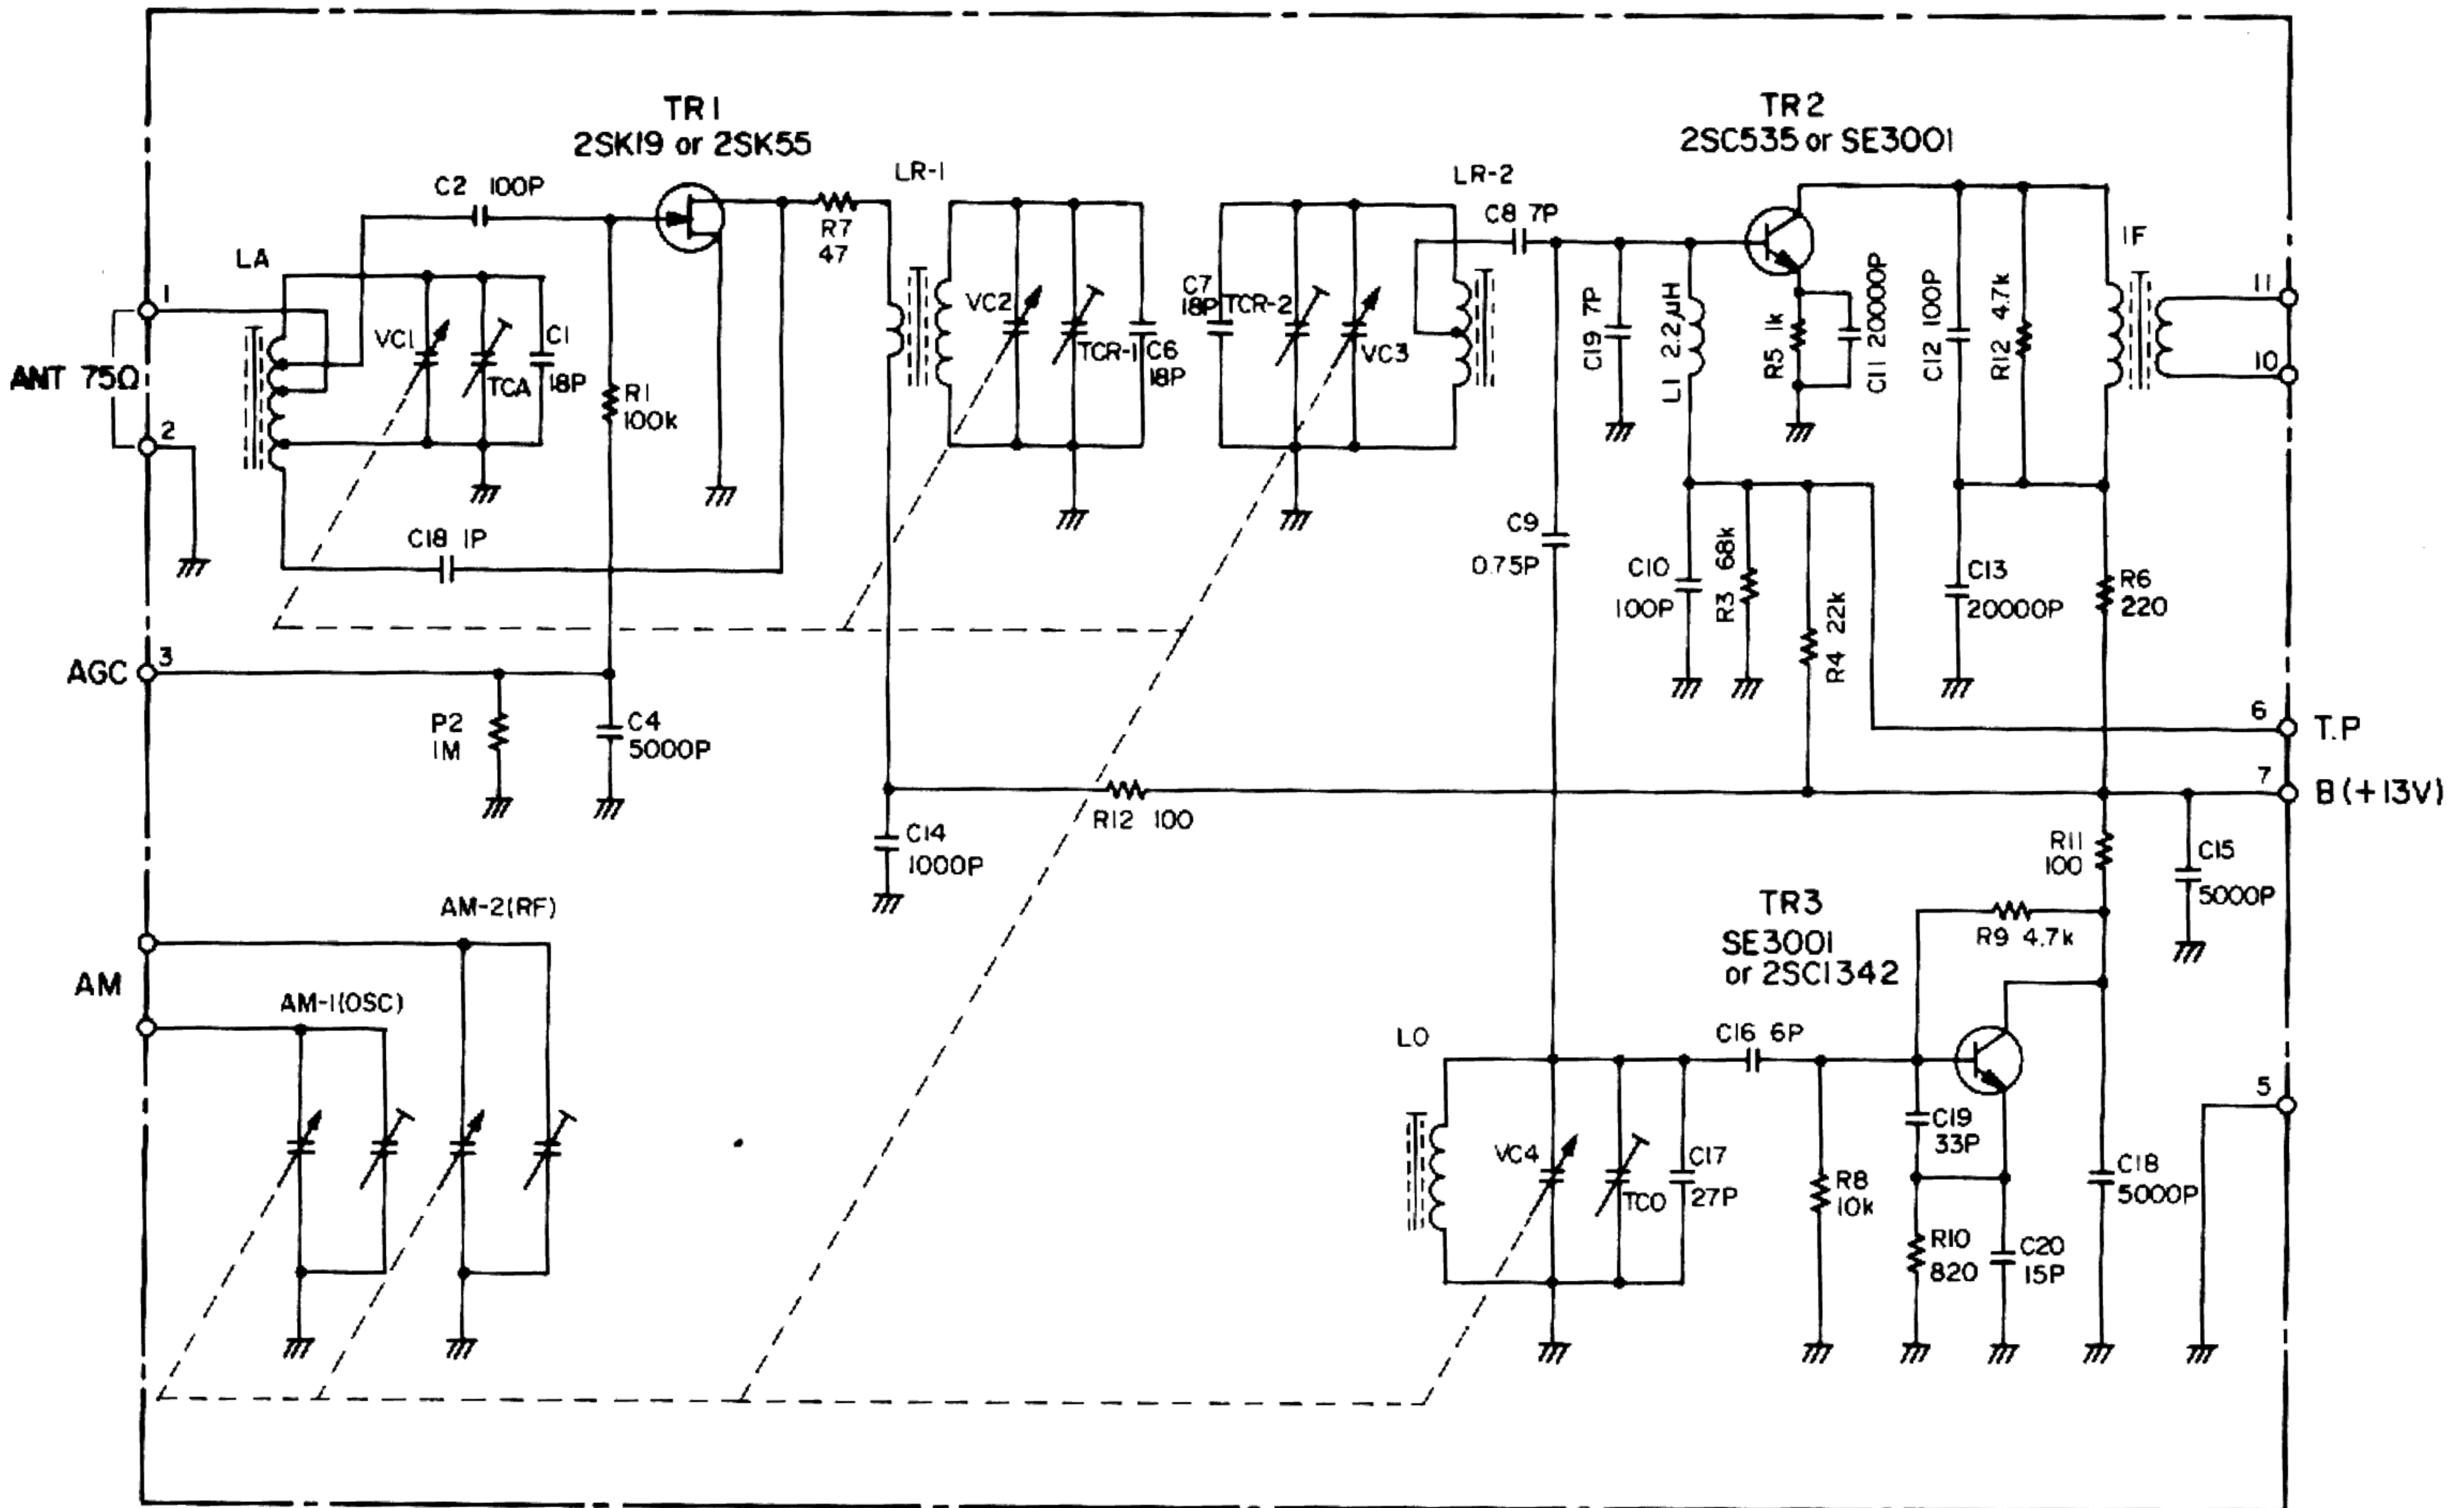 TR1
2SK19 or 2SK55
TR2
2SC535 or SE3001
LR-1
LR-2
C2 100P
R7
47
C8 7P
IF
LA
1
VC1
TCA
C1
18P
ANT 75Ω
2
R1
100k
VC2
TCR-1
C6
18P
C7
18P
TCR-2
VC3
C19 7P
L1 2.2μH
R5 1k
C11 20000P
C12 100P
R12 4.7k
11
10
C18 1P
C9
0.75P
C10
100P
R3 68k
R4 22k
C13
20000P
R6
220
AGC
3
P2
1M
C4
5000P
6
T.P
7
B (+13V)
R12 100
C14
1000P
R11
100
C15
5000P
AM-2(RF)
TR3
SE3001
or 2SC1342
R9 4.7k
AM
AM-1(OSC)
LO
C16 6P
5
VC4
TCO
C17
27P
R8
10k
C19
33P
R10
820
C20
15P
C18
5000P